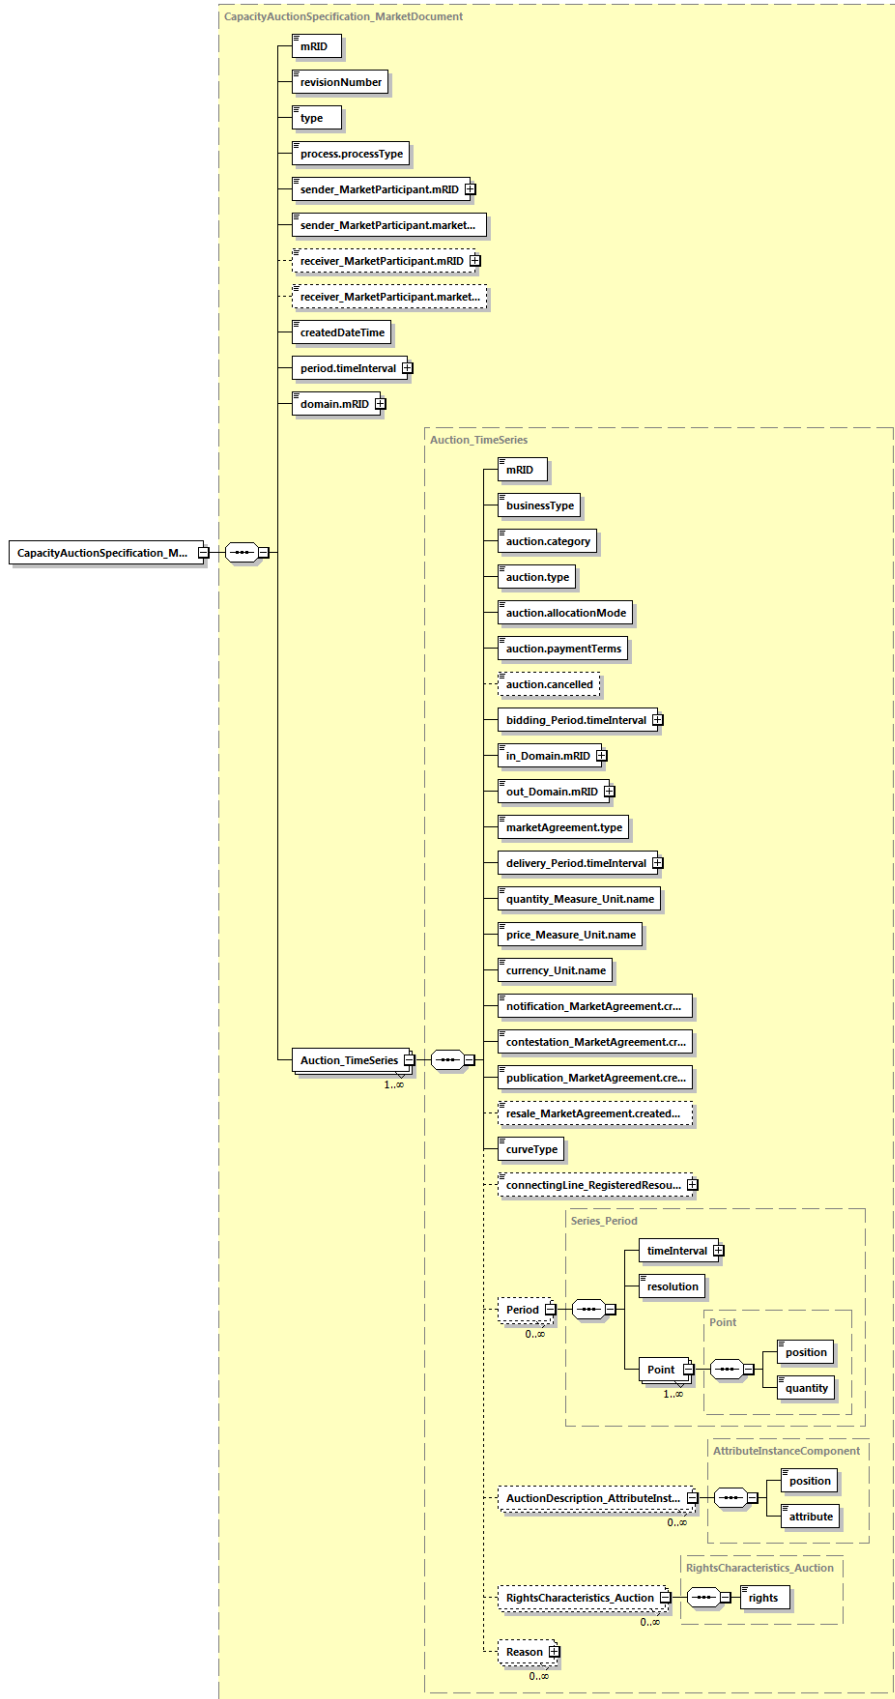 CapacityAuctionSpecification_MarketDocument
mRID
revisionNumber
type
process.processType
sender_MarketParticipant.mRID
sender_MarketParticipant.market...
receiver_MarketParticipant.mRID
receiver_MarketParticipant.market...
createdDateTime
period.timeInterval
domain.mRID
Auction_TimeSeries
mRID
businessType
auction.category
CapacityAuctionSpecification_M...
auction.type
auction.allocationMode
auction.paymentTerms
auction.cancelled
bidding_Period.timeInterval
in_Domain.mRID
out_Domain.mRID
marketAgreement.type
delivery_Period.timeInterval
quantity_Measure_Unit.name
price_Measure_Unit.name
currency_Unit.name
notification_MarketAgreement.cr...
contestation_MarketAgreement.cr...
Auction_TimeSeries
1..∞
publication_MarketAgreement.cre...
resale_MarketAgreement.created...
curveType
connectingLine_RegisteredResou...
Series_Period
timeInterval
resolution
Period
0..∞
Point
position
Point
1..∞
quantity
AttributeInstanceComponent
position
AuctionDescription_AttributeInst...
0..∞
attribute
RightsCharacteristics_Auction
RightsCharacteristics_Auction
0..∞
rights
Reason
0..∞